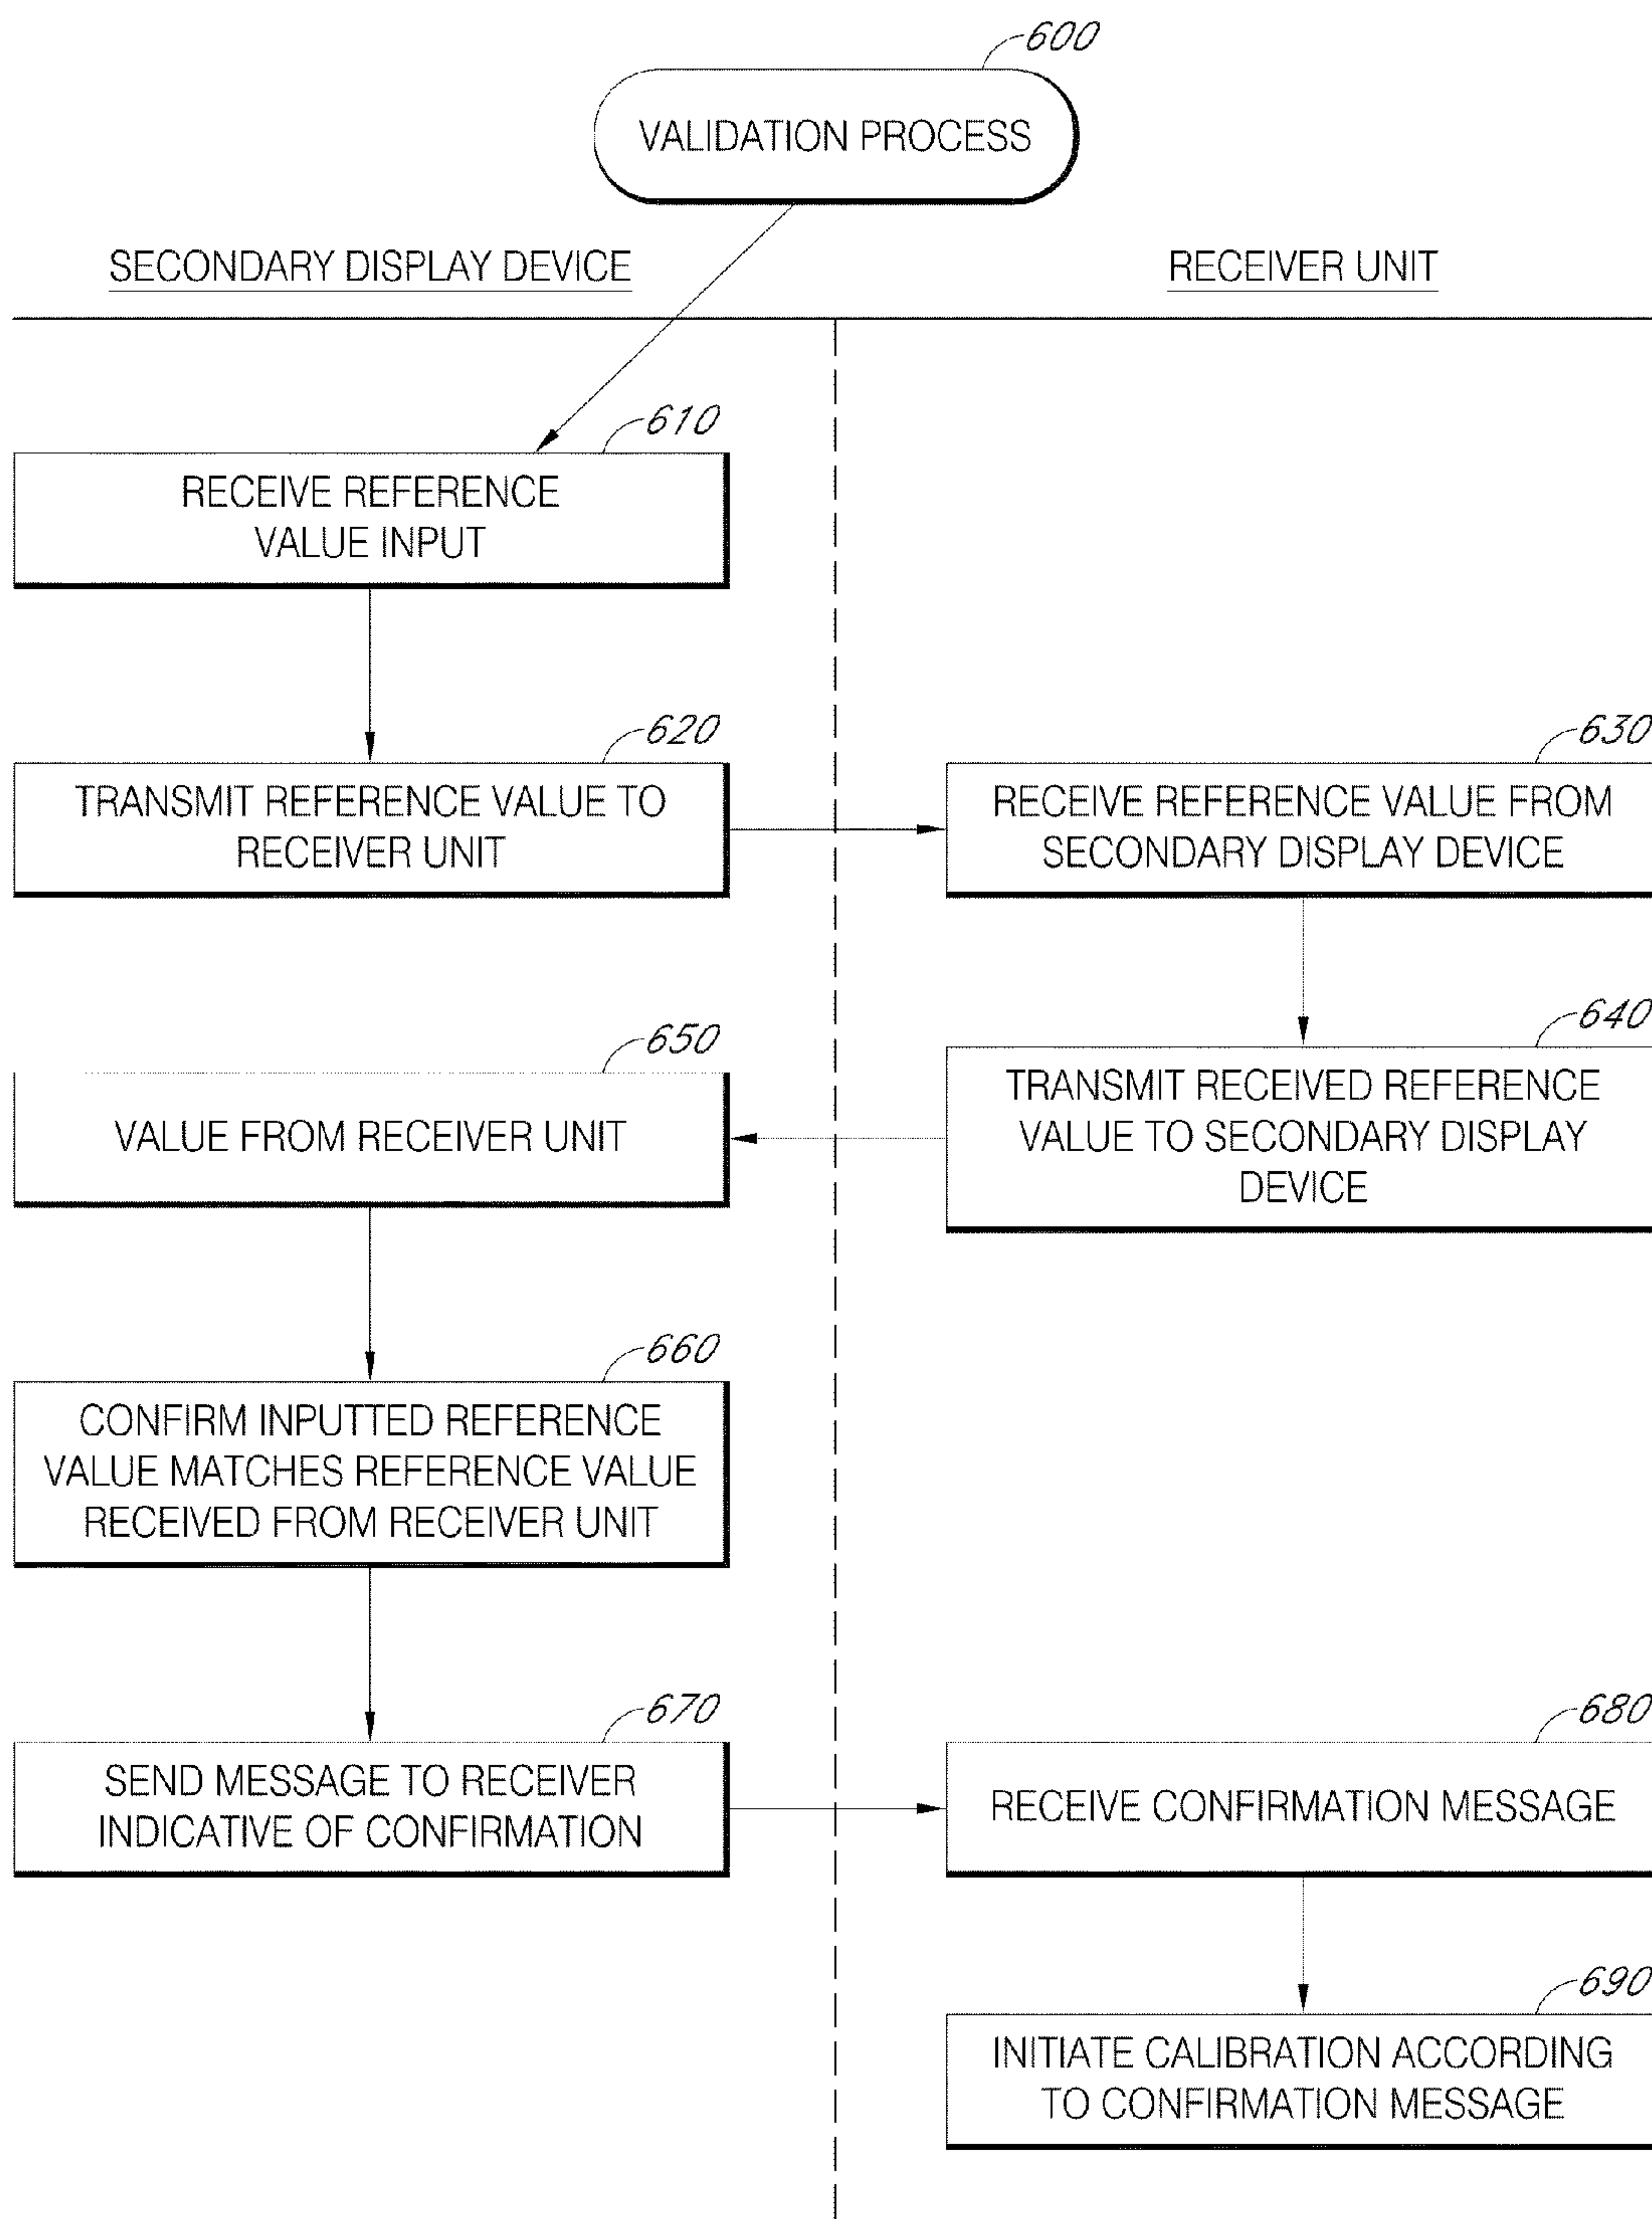 600
VALIDATION PROCESS
SECONDARY DISPLAY DEVICE
RECEIVER UNIT
610
RECEIVE REFERENCE
VALUE INPUT
620
TRANSMIT REFERENCE VALUE TO
RECEIVER UNIT
630
RECEIVE REFERENCE VALUE FROM
SECONDARY DISPLAY DEVICE
640
TRANSMIT RECEIVED REFERENCE
VALUE TO SECONDARY DISPLAY
DEVICE
650
VALUE FROM RECEIVER UNIT
660
CONFIRM INPUTTED REFERENCE
VALUE MATCHES REFERENCE VALUE
RECEIVED FROM RECEIVER UNIT
670
SEND MESSAGE TO RECEIVER
INDICATIVE OF CONFIRMATION
680
RECEIVE CONFIRMATION MESSAGE
690
INITIATE CALIBRATION ACCORDING
TO CONFIRMATION MESSAGE